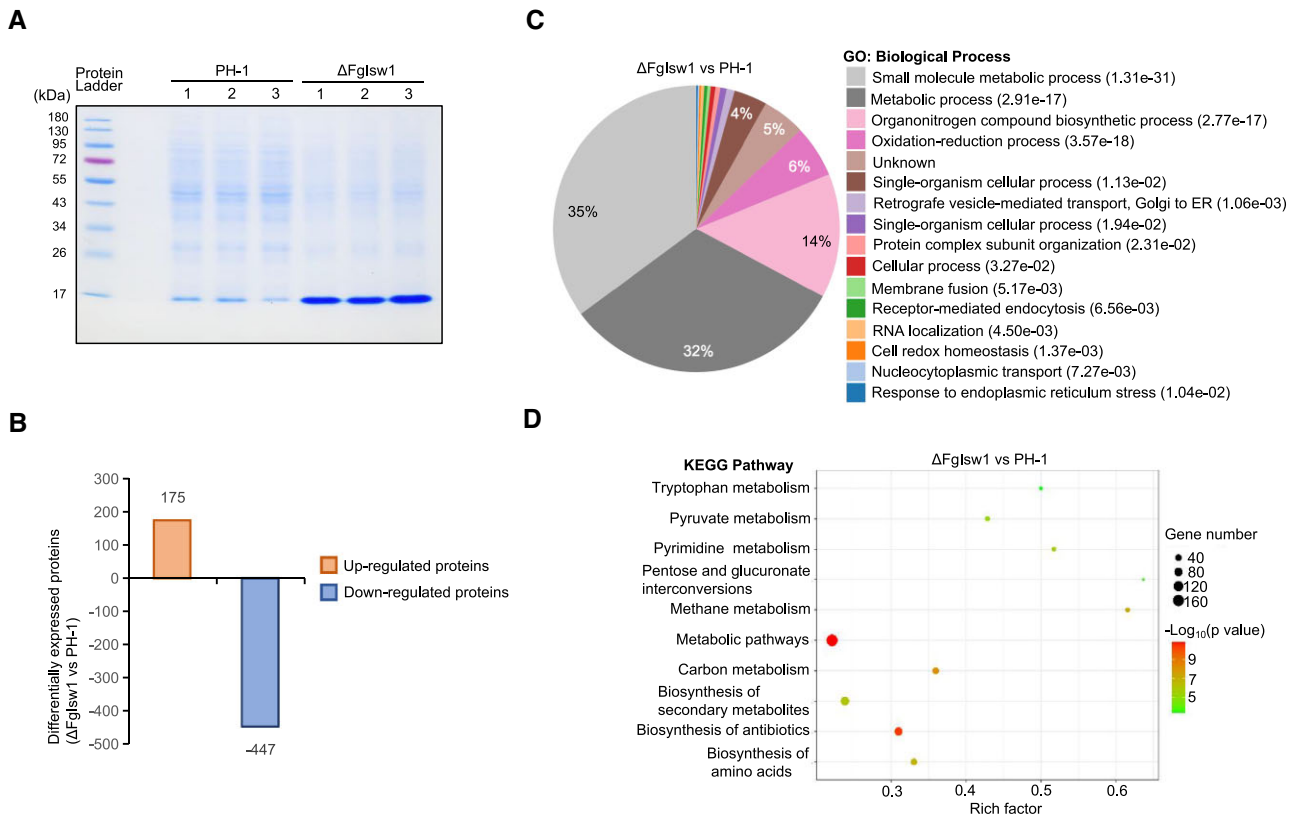 A
Protein
Ladder
(kDa)
PH-1
ΔFgIsw1
1 2 3 1 2 3
180
130
95
72
55
43
34
26
17
B
Differentially expressed proteins
(ΔFgIsw1 vs PH-1)
300
200
100
0
-100
-200
-300
-400
-500
175
-447
Up-regulated proteins
Down-regulated proteins
C
ΔFgIsw1 vs PH-1
35%
32%
14%
6%
5%
4%
GO: Biological Process
Small molecule metabolic process (1.31e-31)
Metabolic process (2.91e-17)
Organonitrogen compound biosynthetic process (2.77e-17)
Oxidation-reduction process (3.57e-18)
Unknown
Single-organism cellular process (1.13e-02)
Retrografe vesicle-mediated transport, Golgi to ER (1.06e-03)
Single-organism cellular process (1.94e-02)
Protein complex subunit organization (2.31e-02)
Cellular process (3.27e-02)
Membrane fusion (5.17e-03)
Receptor-mediated endocytosis (6.56e-03)
RNA localization (4.50e-03)
Cell redox homeostasis (1.37e-03)
Nucleocytoplasmic transport (7.27e-03)
Response to endoplasmic reticulum stress (1.04e-02)
D
KEGG Pathway
ΔFgIsw1 vs PH-1
Tryptophan metabolism
Pyruvate metabolism
Pyrimidine metabolism
Pentose and glucuronate
interconversions
Methane metabolism
Metabolic pathways
Carbon metabolism
Biosynthesis of
secondary metabolites
Biosynthesis of antibiotics
Biosynthesis of
amino acids
0.3 0.4 0.5 0.6
Rich factor
Gene number
40
80
120
160
-Log₁₀(p value)
9
7
5